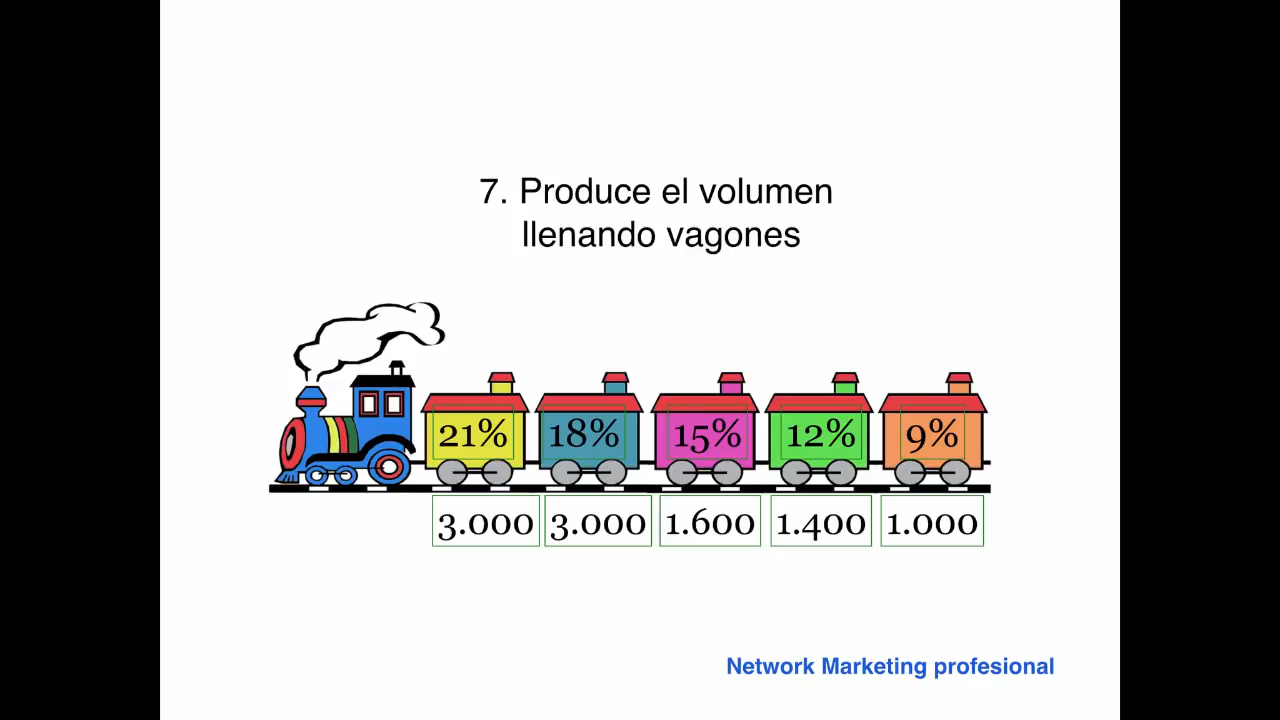 7. Produce el volumen
llenando vagones
21% 18% 15% 12% 9%
3.000 3.000 1.600 1.400 1.000
Network Marketing profesional